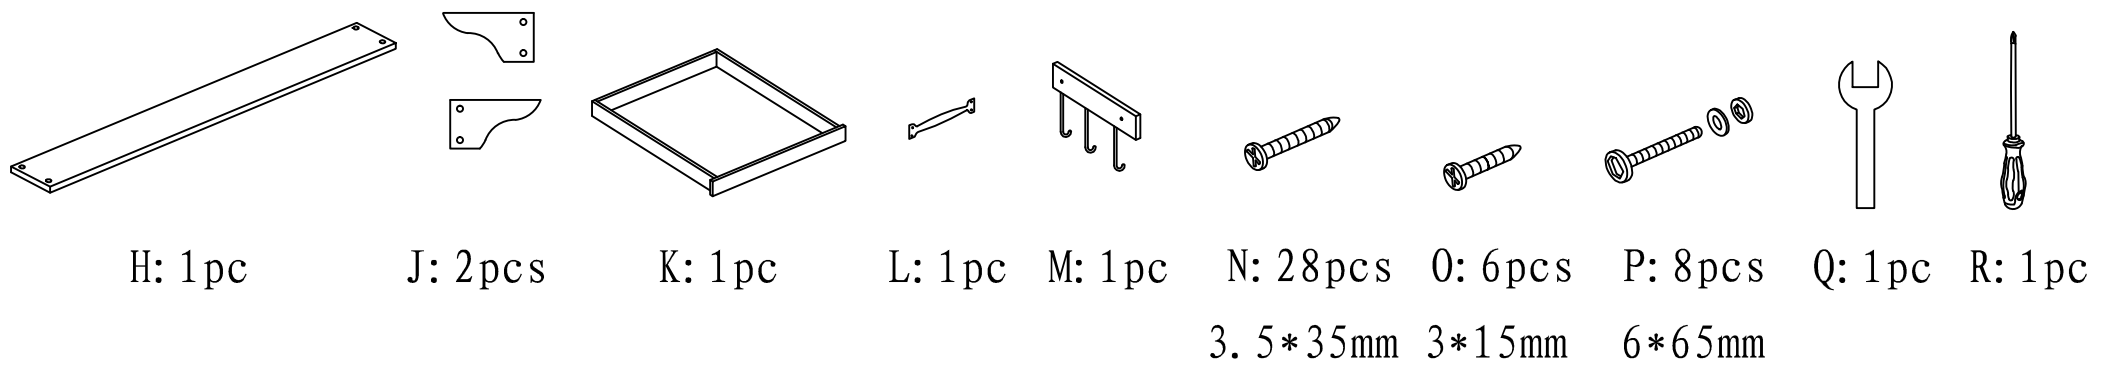 H: 1pc J: 2pcs K: 1pc L: 1pc M: 1pc N: 28pcs O: 6pcs P: 8pcs Q: 1pc R: 1pc
3.5*35mm 3*15mm 6*65mm